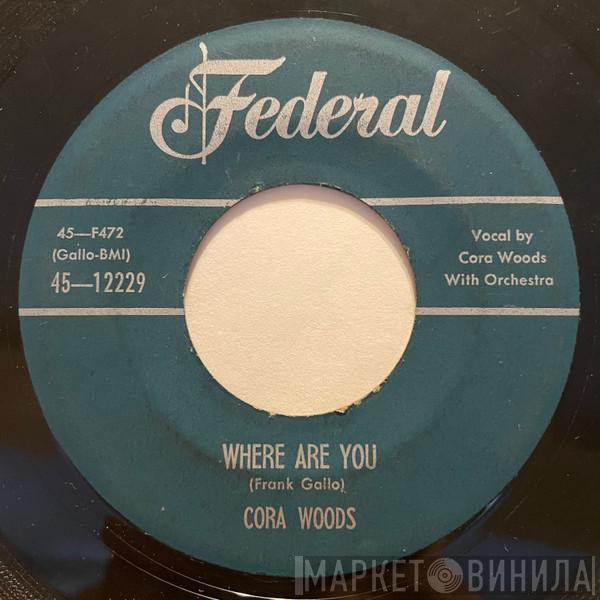 Federal
45—F472
(Gallo-BMI)
45—12229
Vocal by
Cora Woods
With Orchestra
WHERE ARE YOU
(Frank Gallo)
CORA WOODS
МАРКЕТ ВИНИЛА